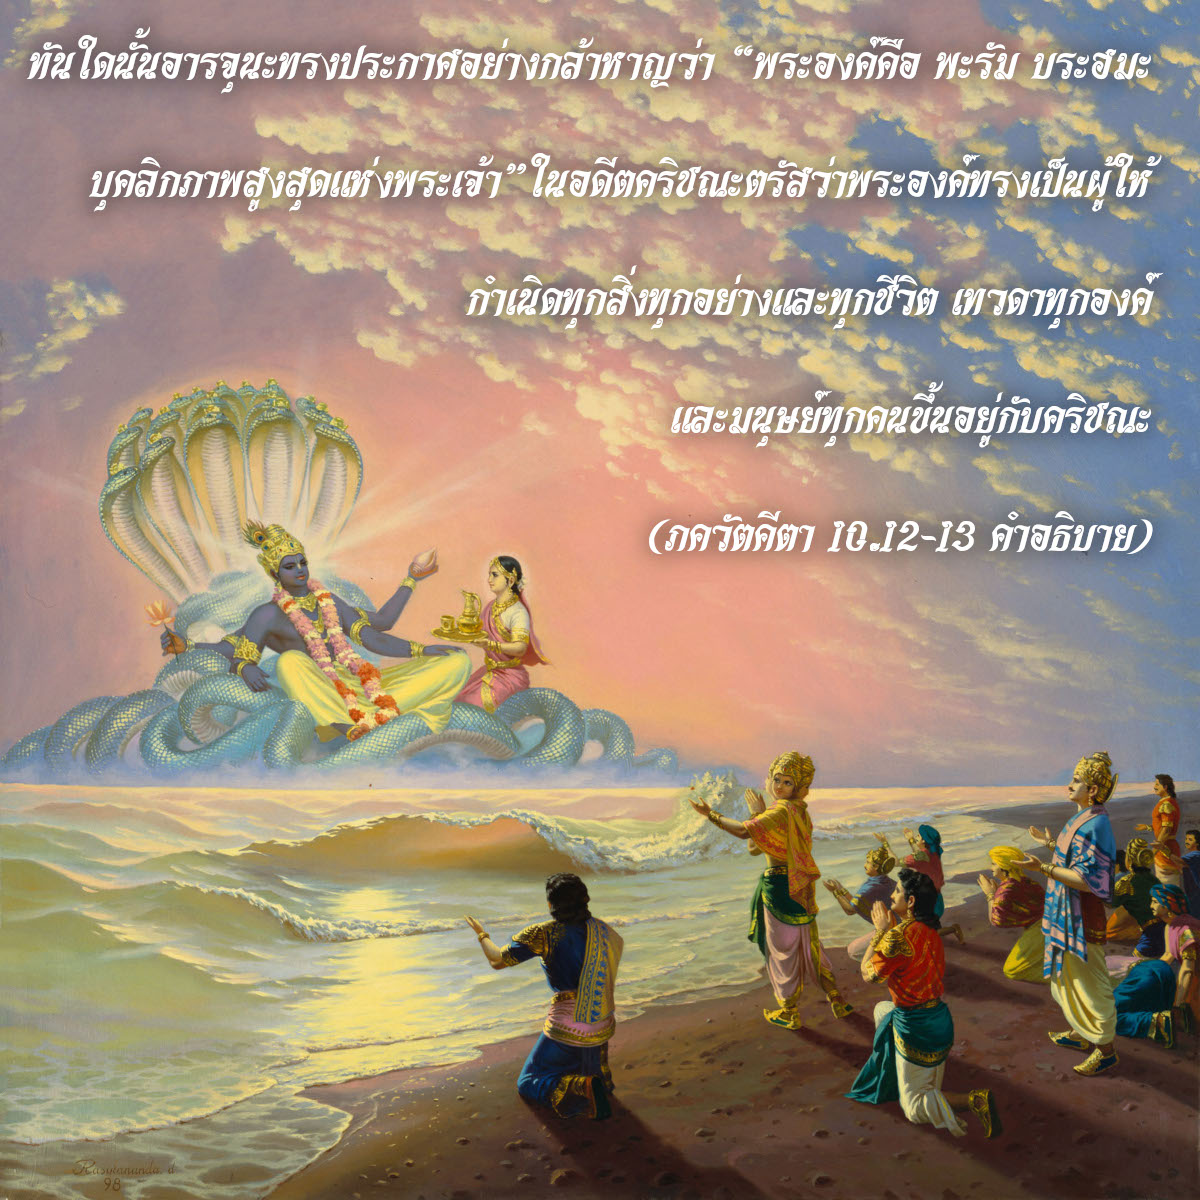 ทันใดนั้นอารจุนะทรงประกาศอย่างกล้าหาญว่า “พระองค์คือ พะรัม บระฮมะ
บุคลิกภาพสูงสุดแห่งพระเจ้า”ในอดีตคริชณะตรัสว่าพระองค์ทรงเป็นผู้ให้
กำเนิดทุกสิ่งทุกอย่างและทุกชีวิต เทวดาทุกองค์
และมนุษย์ทุกคนขึ้นอยู่กับคริชณะ
(ภควัตคีตา 10.12-13 คำอธิบาย)
98